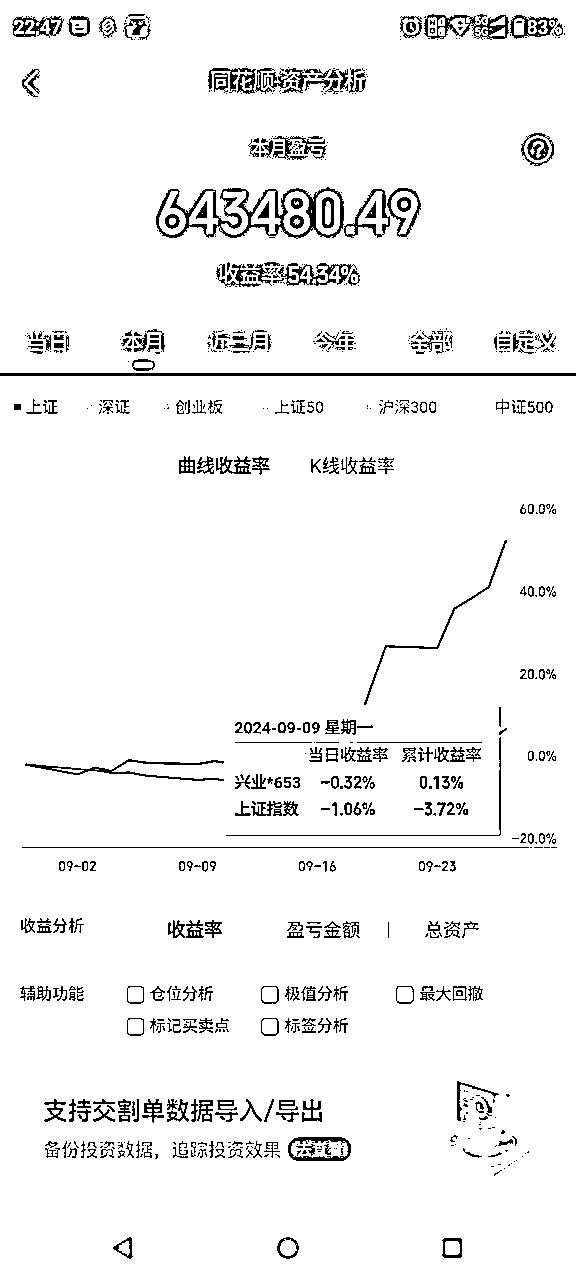 22:47 83%
同花顺·资产分析
本月盈亏
643480.49
收益率 54.34%
当日 本月 近三月 今年 全部 自定义
上证 深证 创业板 上证50 沪深300 中证500
曲线收益率 K线收益率
60.0%
40.0%
20.0%
2024-09-09 星期一
当日收益率 累计收益率
0.0%
兴业*653 -0.32% 0.13%
上证指数 -1.06% -3.72%
-20.0%
09-02 09-09 09-16 09-23
收益分析 收益率 盈亏金额 | 总资产
辅助功能 仓位分析 极值分析 最大回撤
标记买卖点 标签分析
支持交割单数据导入/导出
备份投资数据，追踪投资效果 去查看